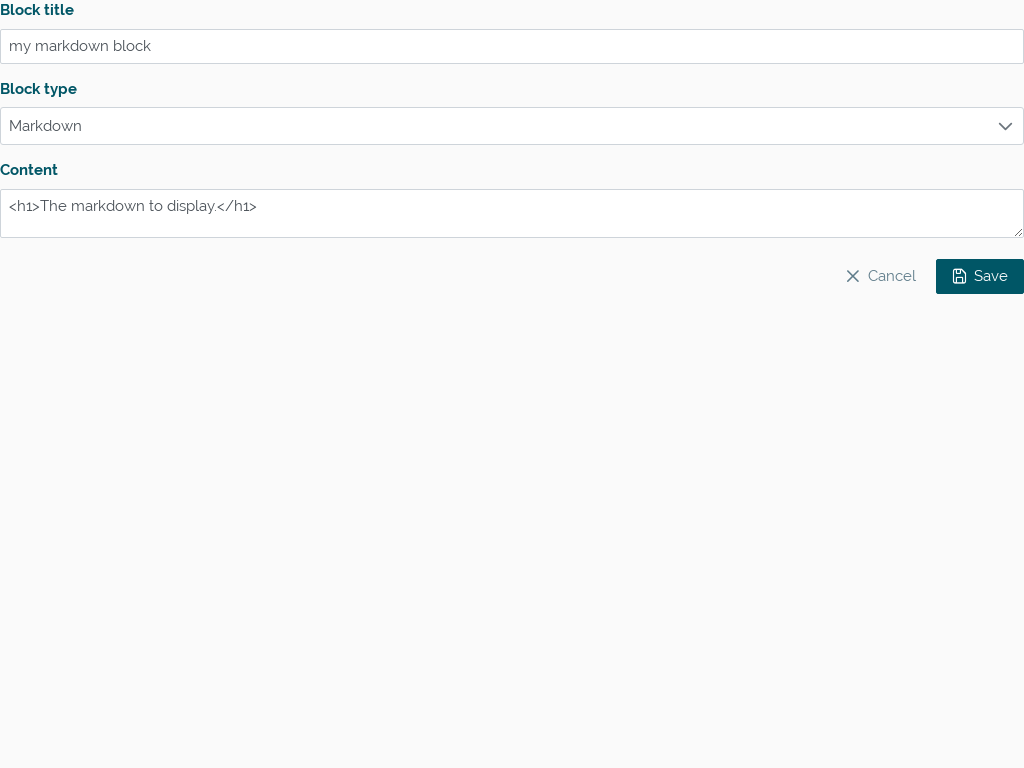 Block title
my markdown block
Block type
Markdown
Content
<h1>The markdown to display.</h1>
Cancel
Save